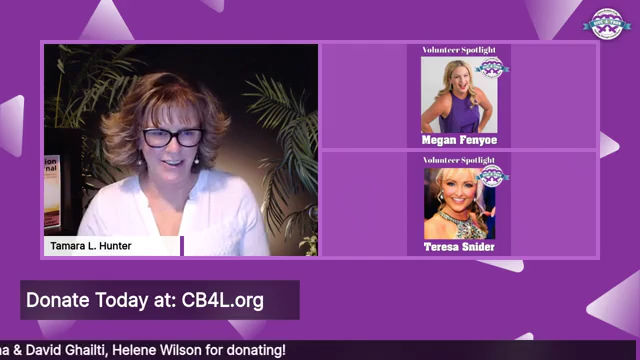 Volunteer Spotlight
Megan Fenyoe
Volunteer Spotlight
Teresa Snider
Tamara L. Hunter
Donate Today at: CB4L.org
& David Ghailti, Helene Wilson for donating!